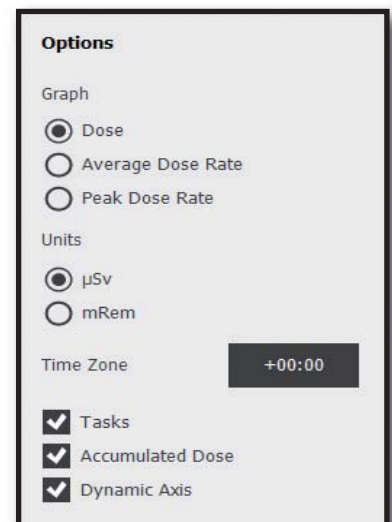 Options
Graph
Dose
Average Dose Rate
Peak Dose Rate
Units
µSv
mRem
Time Zone +00:00
Tasks
Accumulated Dose
Dynamic Axis